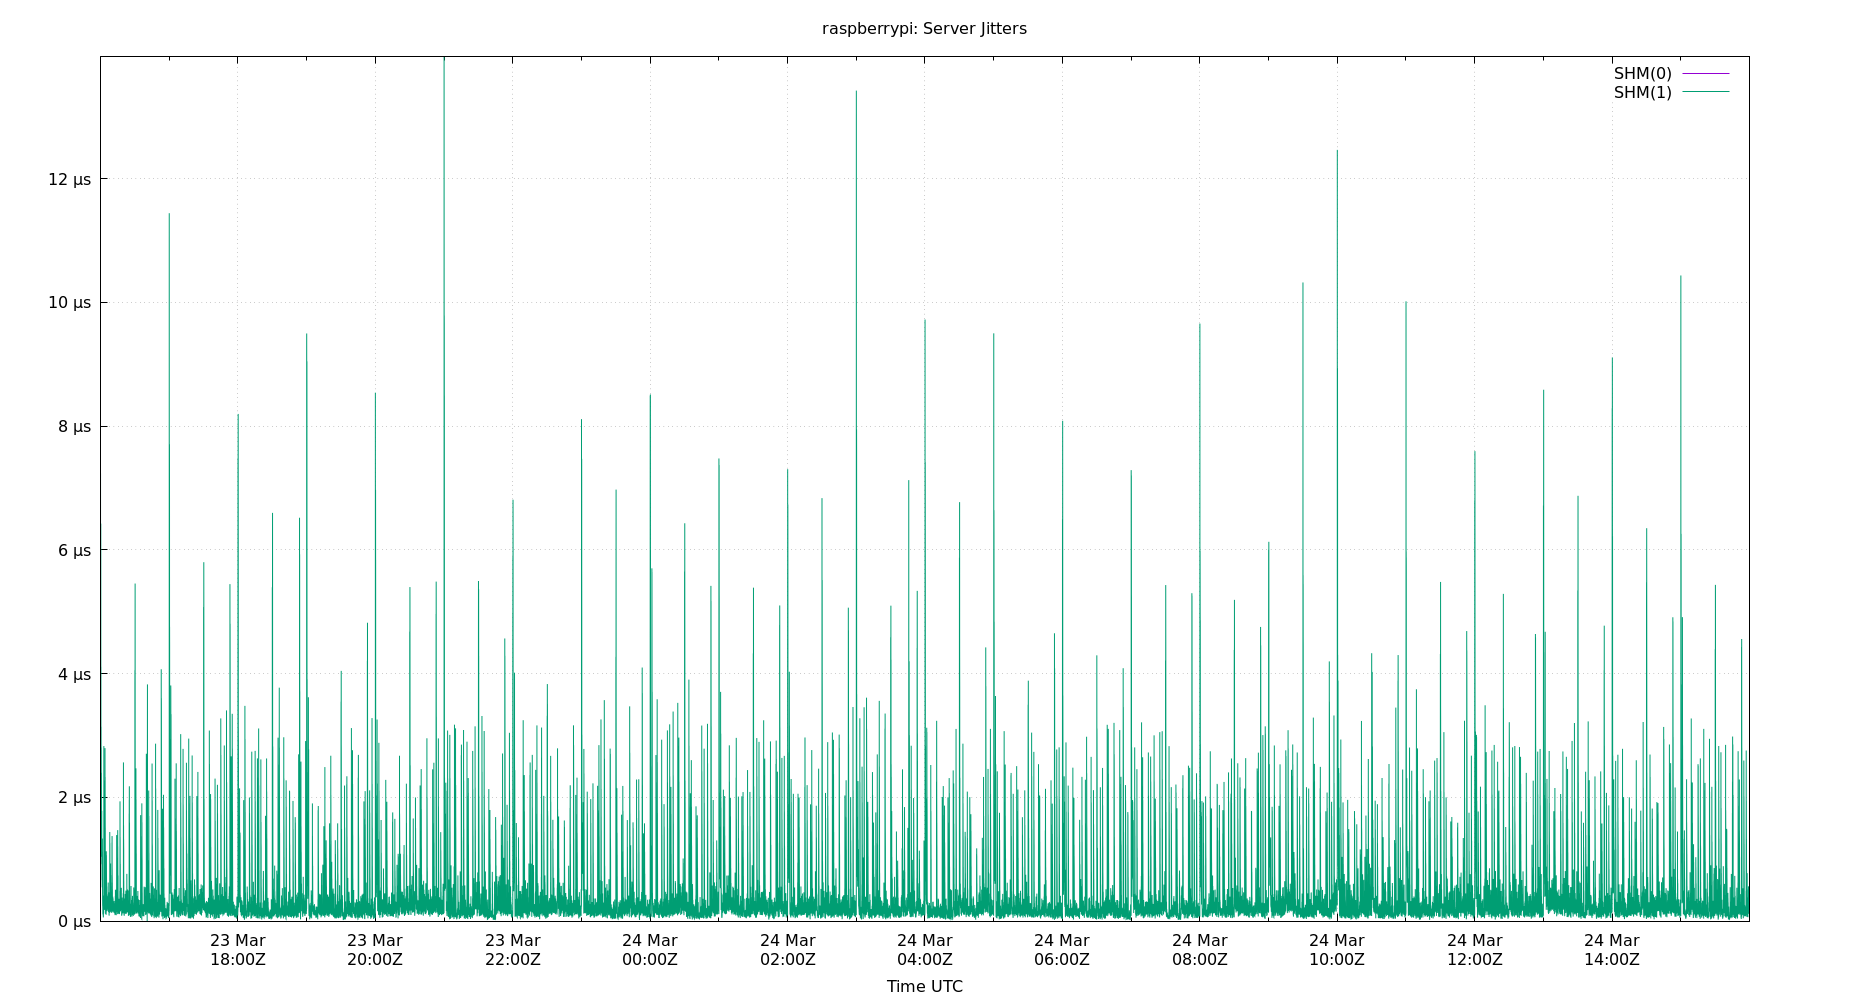 raspberrypi: Server Jitters
SHM(0)
SHM(1)
12 µs
10 µs
8 µs
6 µs
4 µs
2 µs
0 µs
23 Mar 23 Mar 23 Mar 24 Mar 24 Mar 24 Mar 24 Mar 24 Mar 24 Mar 24 Mar 24 Mar
18:00Z 20:00Z 22:00Z 00:00Z 02:00Z 04:00Z 06:00Z 08:00Z 10:00Z 12:00Z 14:00Z
Time UTC